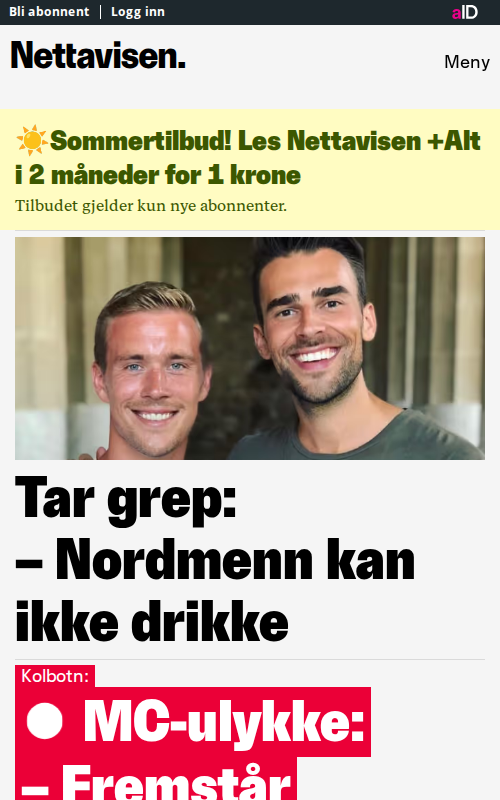 Bli abonnent | Logg inn
aID
Nettavisen.
Meny
☀️Sommertilbud! Les Nettavisen +Alt
i 2 måneder for 1 krone
Tilbudet gjelder kun nye abonnenter.
Tar grep:
– Nordmenn kan
ikke drikke
Kolbotn:
MC-ulykke:
– Fremstår